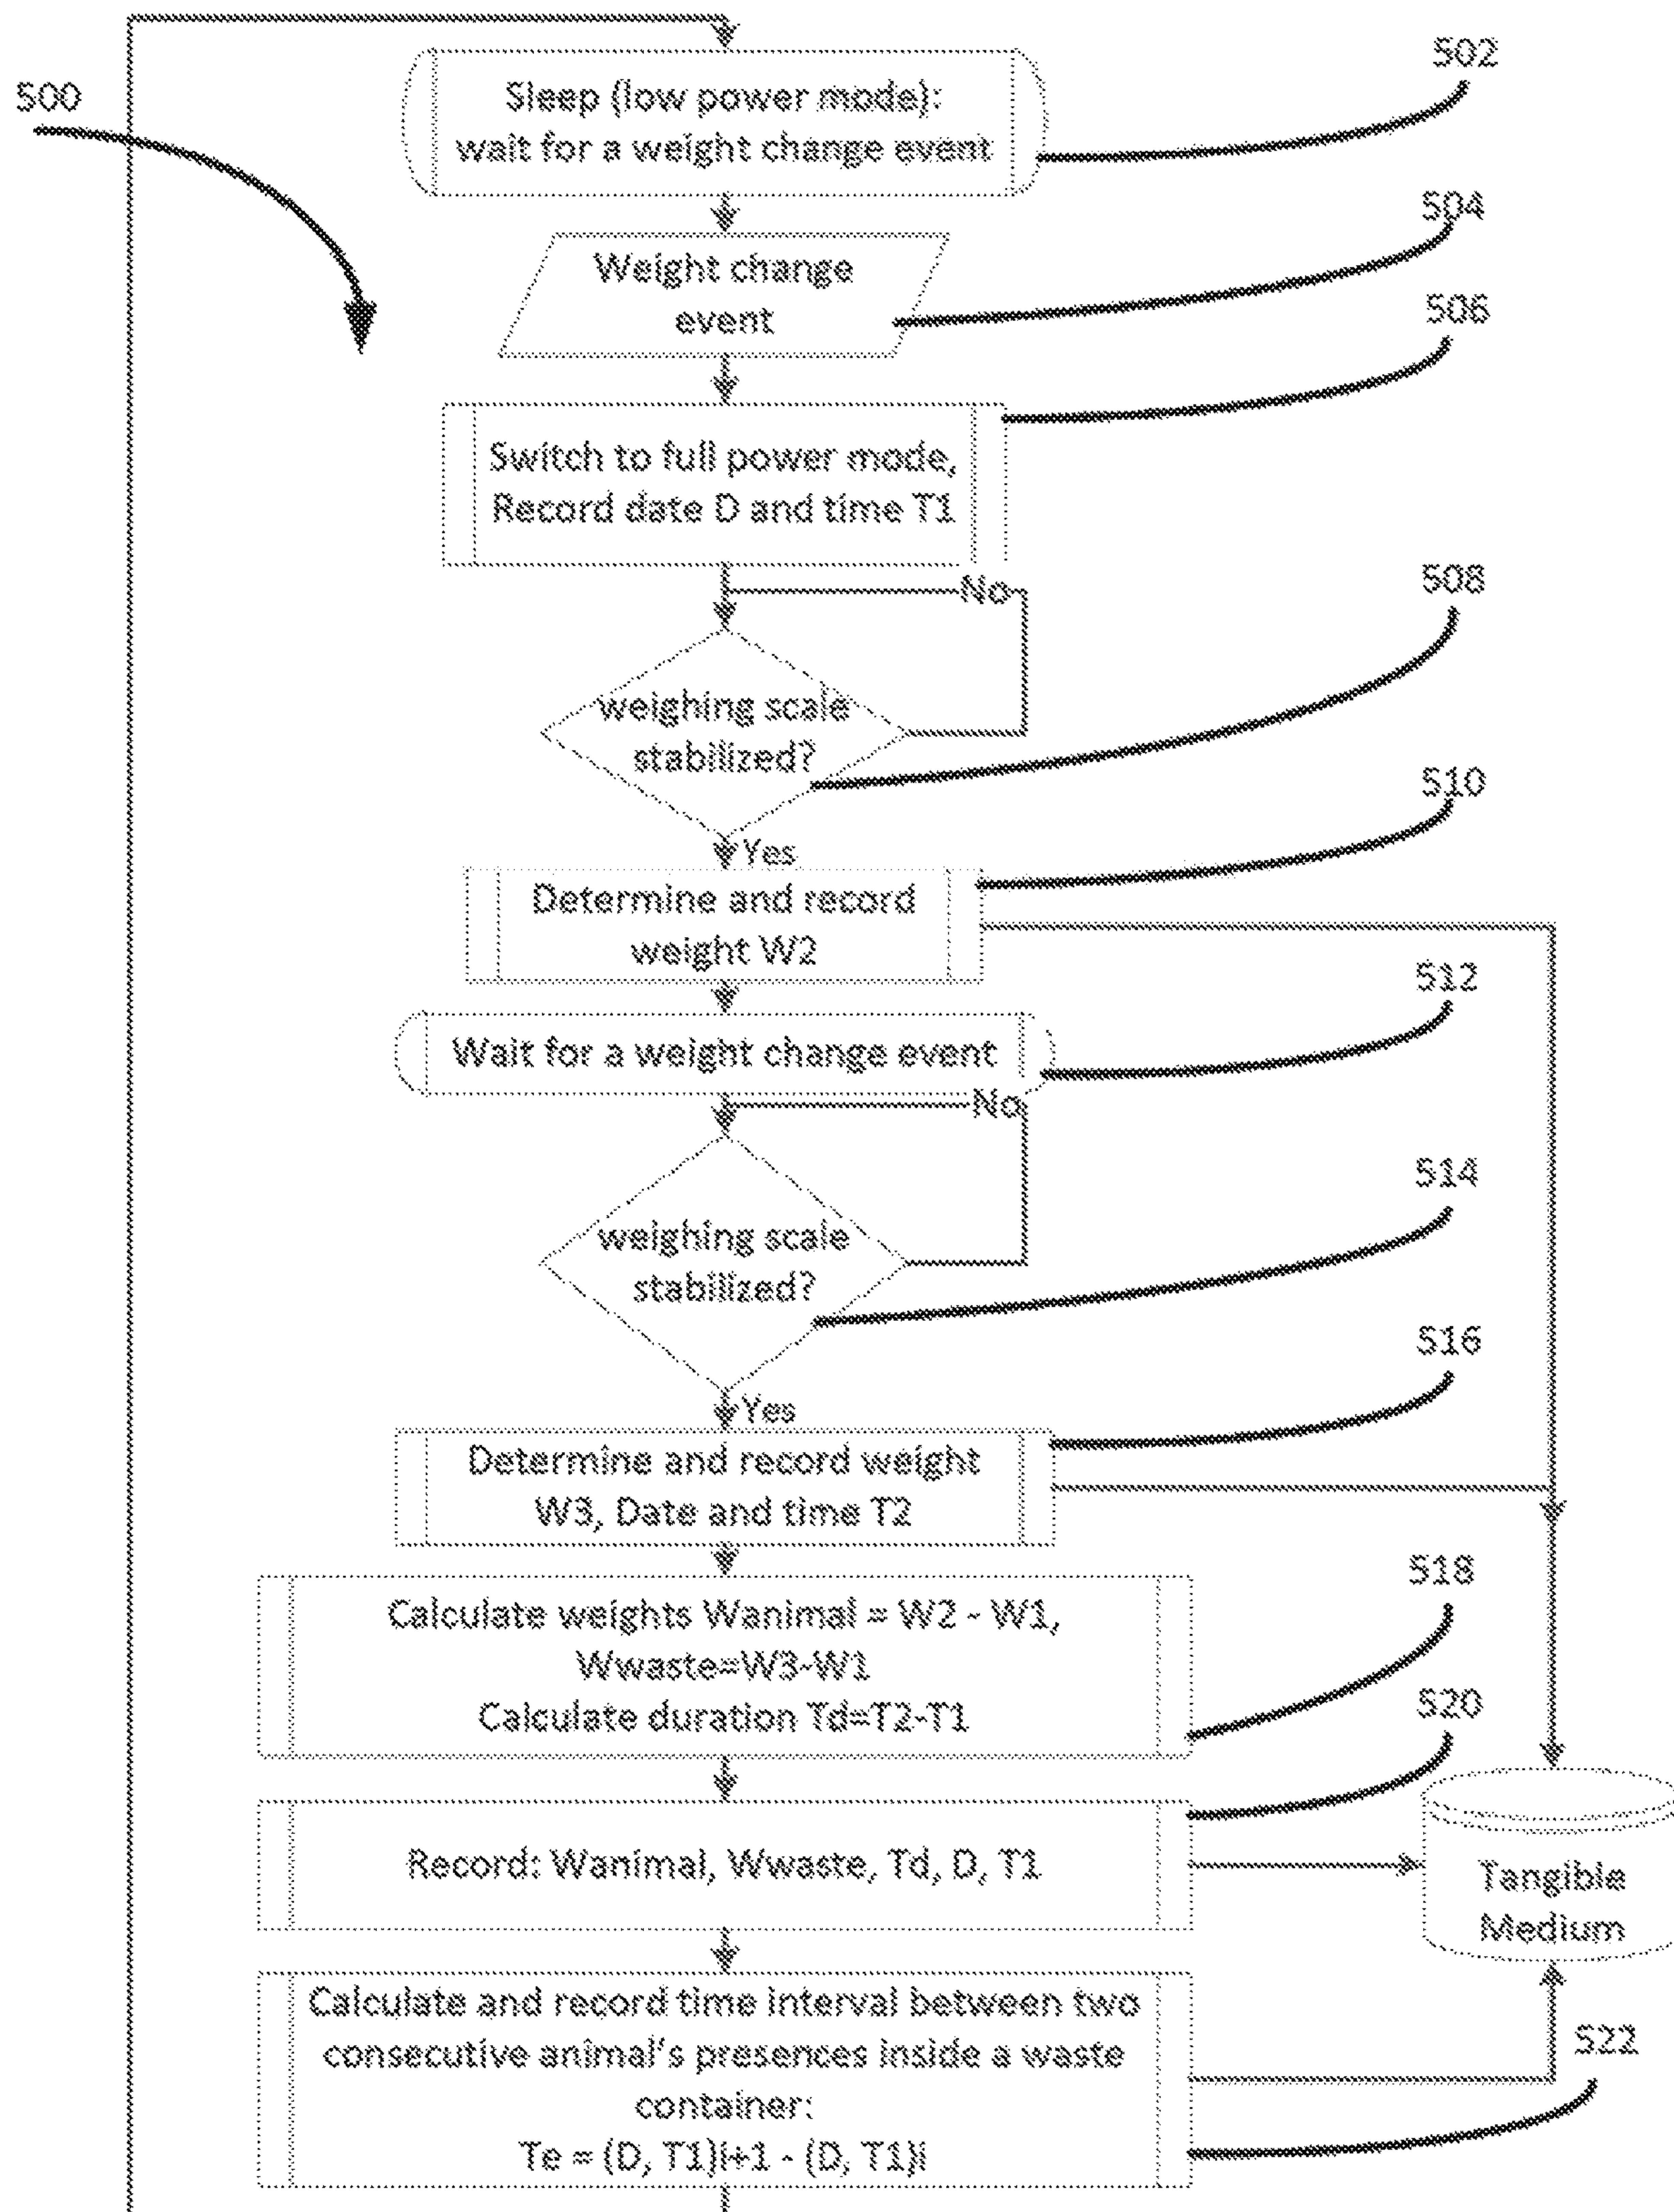 500
502
Sleep (low power mode):
wait for a weight change event
504
Weight change
event
506
Switch to full power mode,
Record date D and time T1
No
508
weighing scale
stabilized?
510
Yes
Determine and record
weight W2
512
Wait for a weight change event
No
514
weighing scale
stabilized?
516
Yes
Determine and record weight
W3, Date and time T2
518
Calculate weights Wanimal = W2 - W1,
Wwaste=W3-W1
Calculate duration Td=T2-T1
520
Record: Wanimal, Wwaste, Td, D, T1
Tangible
Medium
522
Calculate and record time interval between two
consecutive animal's presences inside a waste
container:
Te = (D, T1)i+1 - (D, T1)i